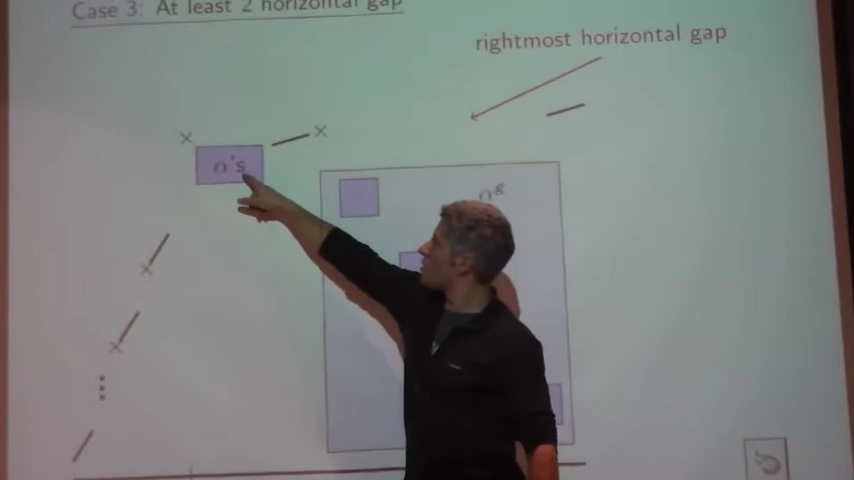 Case 3: At least 2 horizontal gap
rightmost horizontal gap
α's
α^g